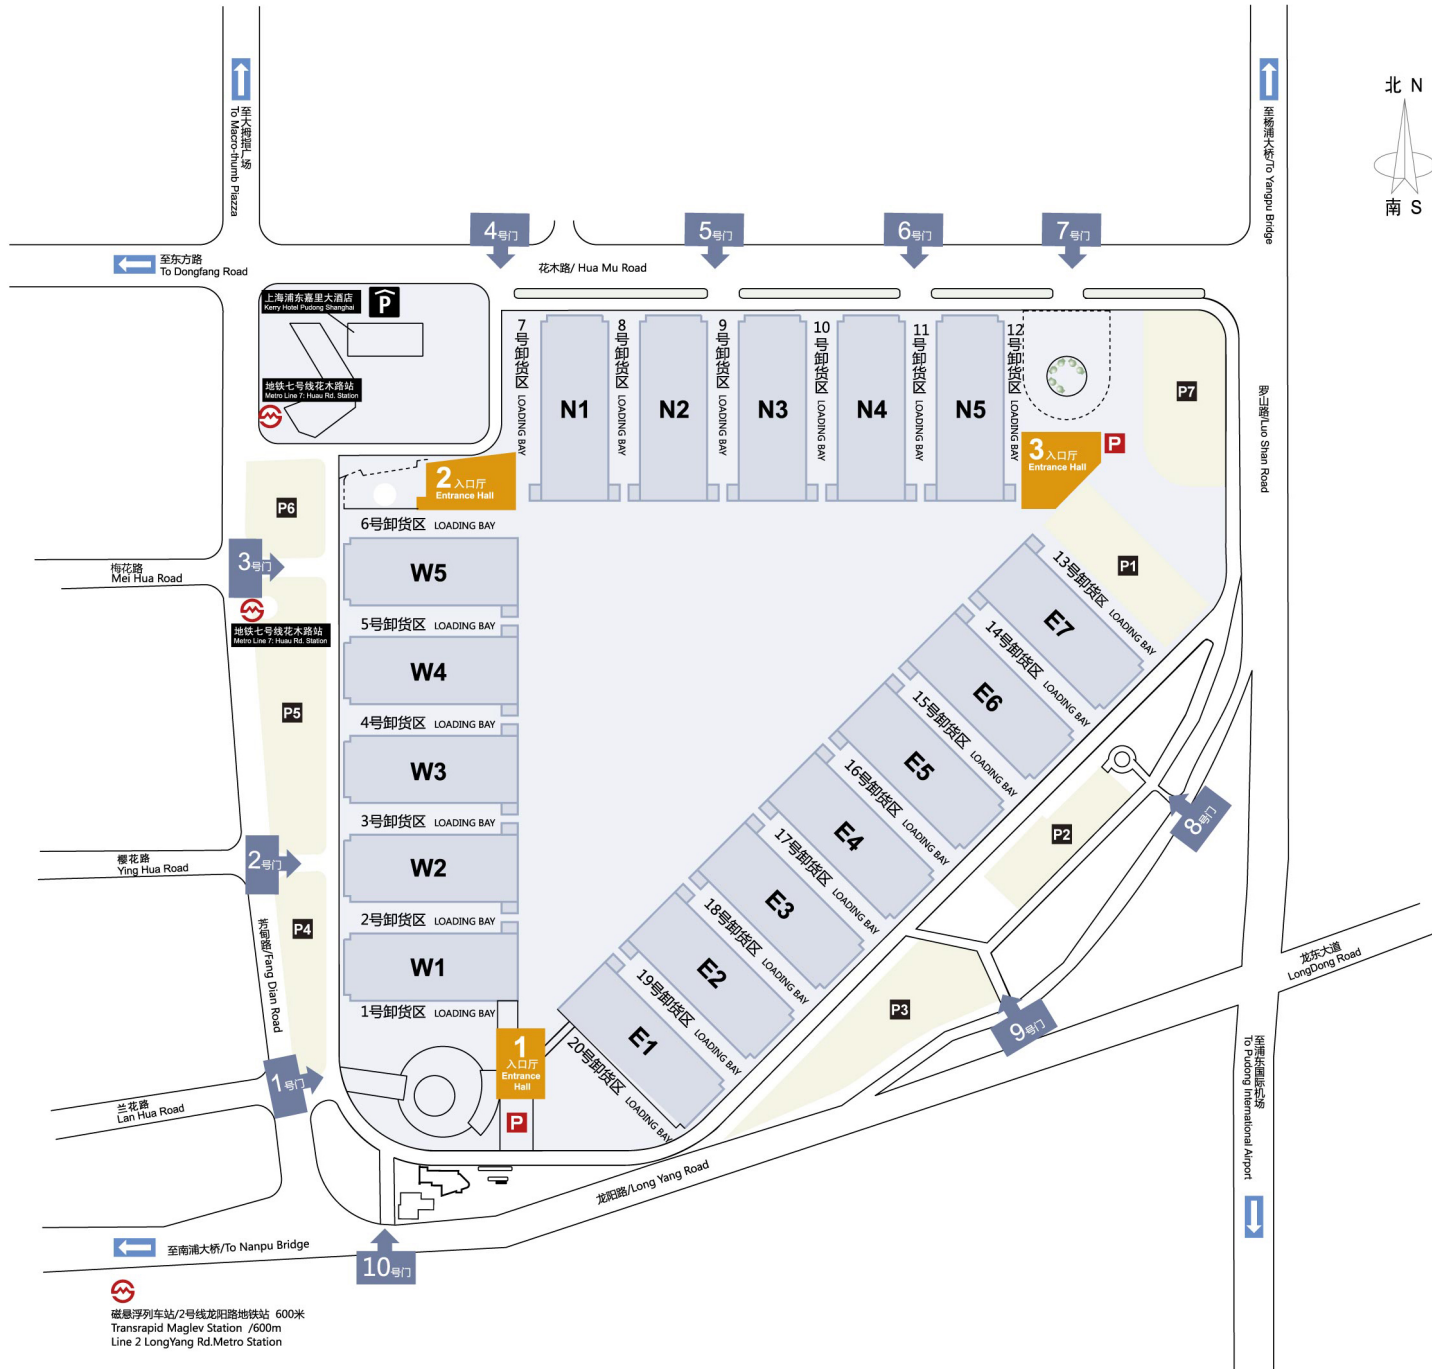 北 N
南 S
至大拇指广场
To Macro-thumb Piazza
至杨浦大桥/To Yangpu Bridge
4号门
5号门
6号门
7号门
至东方路
To Dongfang Road
花木路/ Hua Mu Road
上海浦东嘉里大酒店
Kerry Hotel Pudong Shanghai
P
地铁七号线花木路站
Metro Line 7: Huau Rd. Station
7号卸货区 LOADING BAY
N1
8号卸货区 LOADING BAY
N2
9号卸货区 LOADING BAY
N3
10号卸货区 LOADING BAY
N4
11号卸货区 LOADING BAY
N5
12号卸货区 LOADING BAY
P7
罗山路/Luo Shan Road
2入口厅
Entrance Hall
3入口厅
Entrance Hall
P
P6
6号卸货区 LOADING BAY
3号门
梅花路
Mei Hua Road
W5
P1
地铁七号线花木路站
Metro Line 7: Huau Rd. Station
5号卸货区 LOADING BAY
W4
P5
4号卸货区 LOADING BAY
W3
3号卸货区 LOADING BAY
2号门
樱花路
Ying Hua Road
W2
P4
2号卸货区 LOADING BAY
芳甸路/Fang Dian Road
W1
1号卸货区 LOADING BAY
13号卸货区 LOADING BAY
E7
14号卸货区 LOADING BAY
E6
15号卸货区 LOADING BAY
E5
16号卸货区 LOADING BAY
E4
17号卸货区 LOADING BAY
E3
18号卸货区 LOADING BAY
E2
19号卸货区 LOADING BAY
E1
20号卸货区 LOADING BAY
P2
8号门
P3
9号门
龙东大道
LongDong Road
1
入口厅
Entrance
Hall
P
1号门
兰花路
Lan Hua Road
至浦东国际机场
To Pudong International Airport
龙阳路/Long Yang Road
至南浦大桥/To Nanpu Bridge
10号门
磁悬浮列车站/2号线龙阳路地铁站 600米
Transrapid Maglev Station /600m
Line 2 LongYang Rd.Metro Station